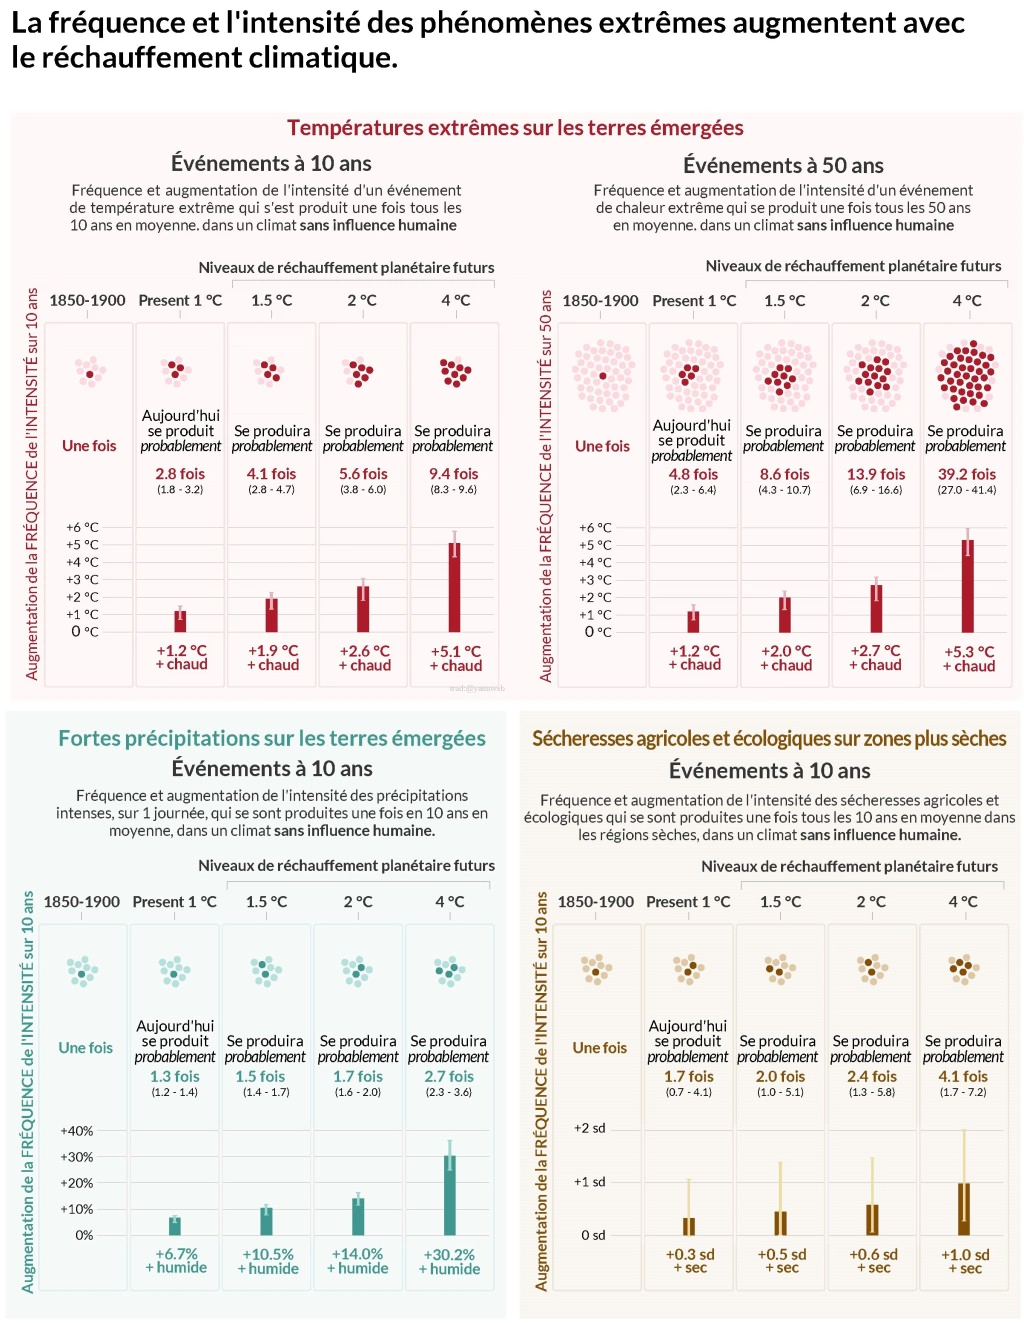 La fréquence et l'intensité des phénomènes extrêmes augmentent avec
le réchauffement climatique.
Températures extrêmes sur les terres émergées
Événements à 10 ans
Fréquence et augmentation de l'intensité d'un événement
de température extrême qui s'est produit une fois tous les
10 ans en moyenne. dans un climat sans influence humaine
Niveaux de réchauffement planétaire futurs
1850-1900 Present 1 °C 1.5 °C 2 °C 4 °C
Augmentation de la FRÉQUENCE de l'INTENSITÉ sur 10 ans
Aujourd'hui
se produit Se produira Se produira Se produira
Une fois probablement probablement probablement probablement
2.8 fois 4.1 fois 5.6 fois 9.4 fois
(1.8 - 3.2) (2.8 - 4.7) (3.8 - 6.0) (8.3 - 9.6)
+6 °C
+5 °C
+4 °C
+3 °C
+2 °C
+1 °C
0 °C
+1.2 °C +1.9 °C +2.6 °C +5.1 °C
+ chaud + chaud + chaud + chaud
Événements à 50 ans
Fréquence et augmentation de l'intensité d'un événement
de chaleur extrême qui se produit une fois tous les 50 ans
en moyenne. dans un climat sans influence humaine
Niveaux de réchauffement planétaire futurs
1850-1900 Present 1 °C 1.5 °C 2 °C 4 °C
Augmentation de la FRÉQUENCE de l'INTENSITÉ sur 50 ans
Aujourd'hui
se produit Se produira Se produira Se produira
Une fois probablement probablement probablement probablement
4.8 fois 8.6 fois 13.9 fois 39.2 fois
(2.3 - 6.4) (4.3 - 10.7) (6.9 - 16.6) (27.0 - 41.4)
+6 °C
+5 °C
+4 °C
+3 °C
+2 °C
+1 °C
0 °C
+1.2 °C +2.0 °C +2.7 °C +5.3 °C
+ chaud + chaud + chaud + chaud
Fortes précipitations sur les terres émergées
Événements à 10 ans
Fréquence et augmentation de l'intensité des précipitations
intenses, sur 1 journée, qui se sont produites une fois en 10 ans en
moyenne, dans un climat sans influence humaine.
Niveaux de réchauffement planétaire futurs
1850-1900 Present 1 °C 1.5 °C 2 °C 4 °C
Augmentation de la FRÉQUENCE de l'INTENSITÉ sur 10 ans
Aujourd'hui
se produit Se produira Se produira Se produira
Une fois probablement probablement probablement probablement
1.3 fois 1.5 fois 1.7 fois 2.7 fois
(1.2 - 1.4) (1.4 - 1.7) (1.6 - 2.0) (2.3 - 3.6)
+40%
+30%
+20%
+10%
0%
+6.7% +10.5% +14.0% +30.2%
+ humide + humide + humide + humide
Sécheresses agricoles et écologiques sur zones plus sèches
Événements à 10 ans
Fréquence et augmentation de l'intensité des sécheresses agricoles et
écologiques qui se sont produites une fois tous les 10 ans en moyenne dans
les régions sèches, dans un climat sans influence humaine.
Niveaux de réchauffement planétaire futurs
1850-1900 Present 1 °C 1.5 °C 2 °C 4 °C
Augmentation de la FRÉQUENCE de l'INTENSITÉ sur 10 ans
Aujourd'hui
se produit Se produira Se produira Se produira
Une fois probablement probablement probablement probablement
1.7 fois 2.0 fois 2.4 fois 4.1 fois
(0.7 - 4.1) (1.0 - 5.1) (1.3 - 5.8) (1.7 - 7.2)
+2 sd
+1 sd
0 sd
+0.3 sd +0.5 sd +0.6 sd +1.0 sd
+ sec + sec + sec + sec